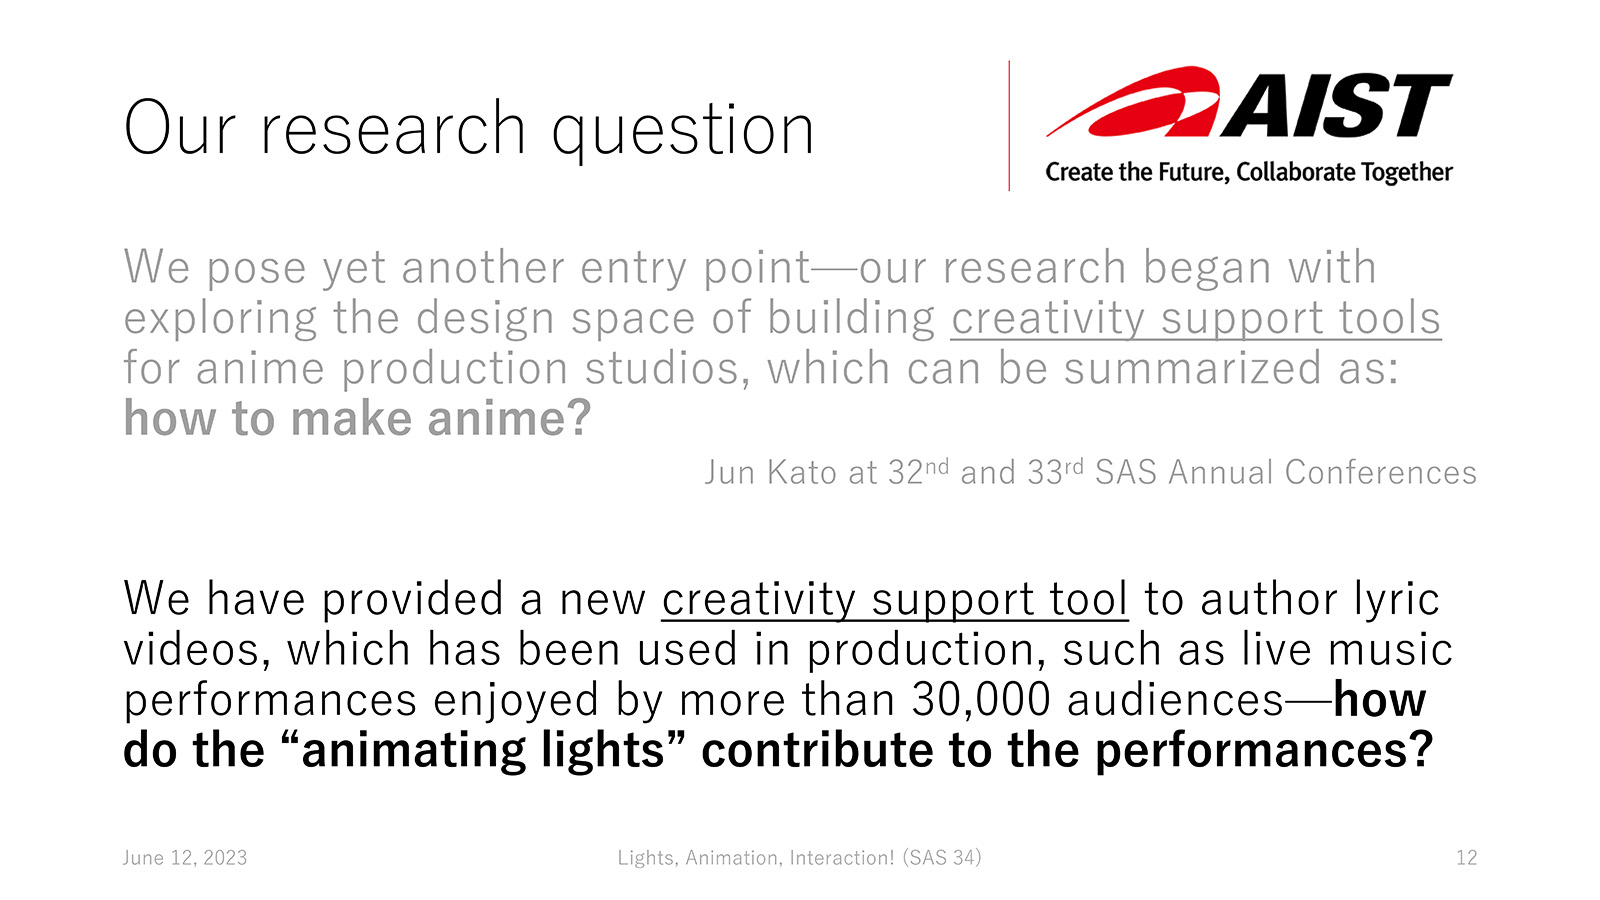 Our research question
AIST
Create the Future, Collaborate Together
We pose yet another entry point—our research began with
exploring the design space of building creativity support tools
for anime production studios, which can be summarized as:
how to make anime?
Jun Kato at 32nd and 33rd SAS Annual Conferences
We have provided a new creativity support tool to author lyric
videos, which has been used in production, such as live music
performances enjoyed by more than 30,000 audiences—how
do the “animating lights” contribute to the performances?
June 12, 2023
Lights, Animation, Interaction! (SAS 34)
12